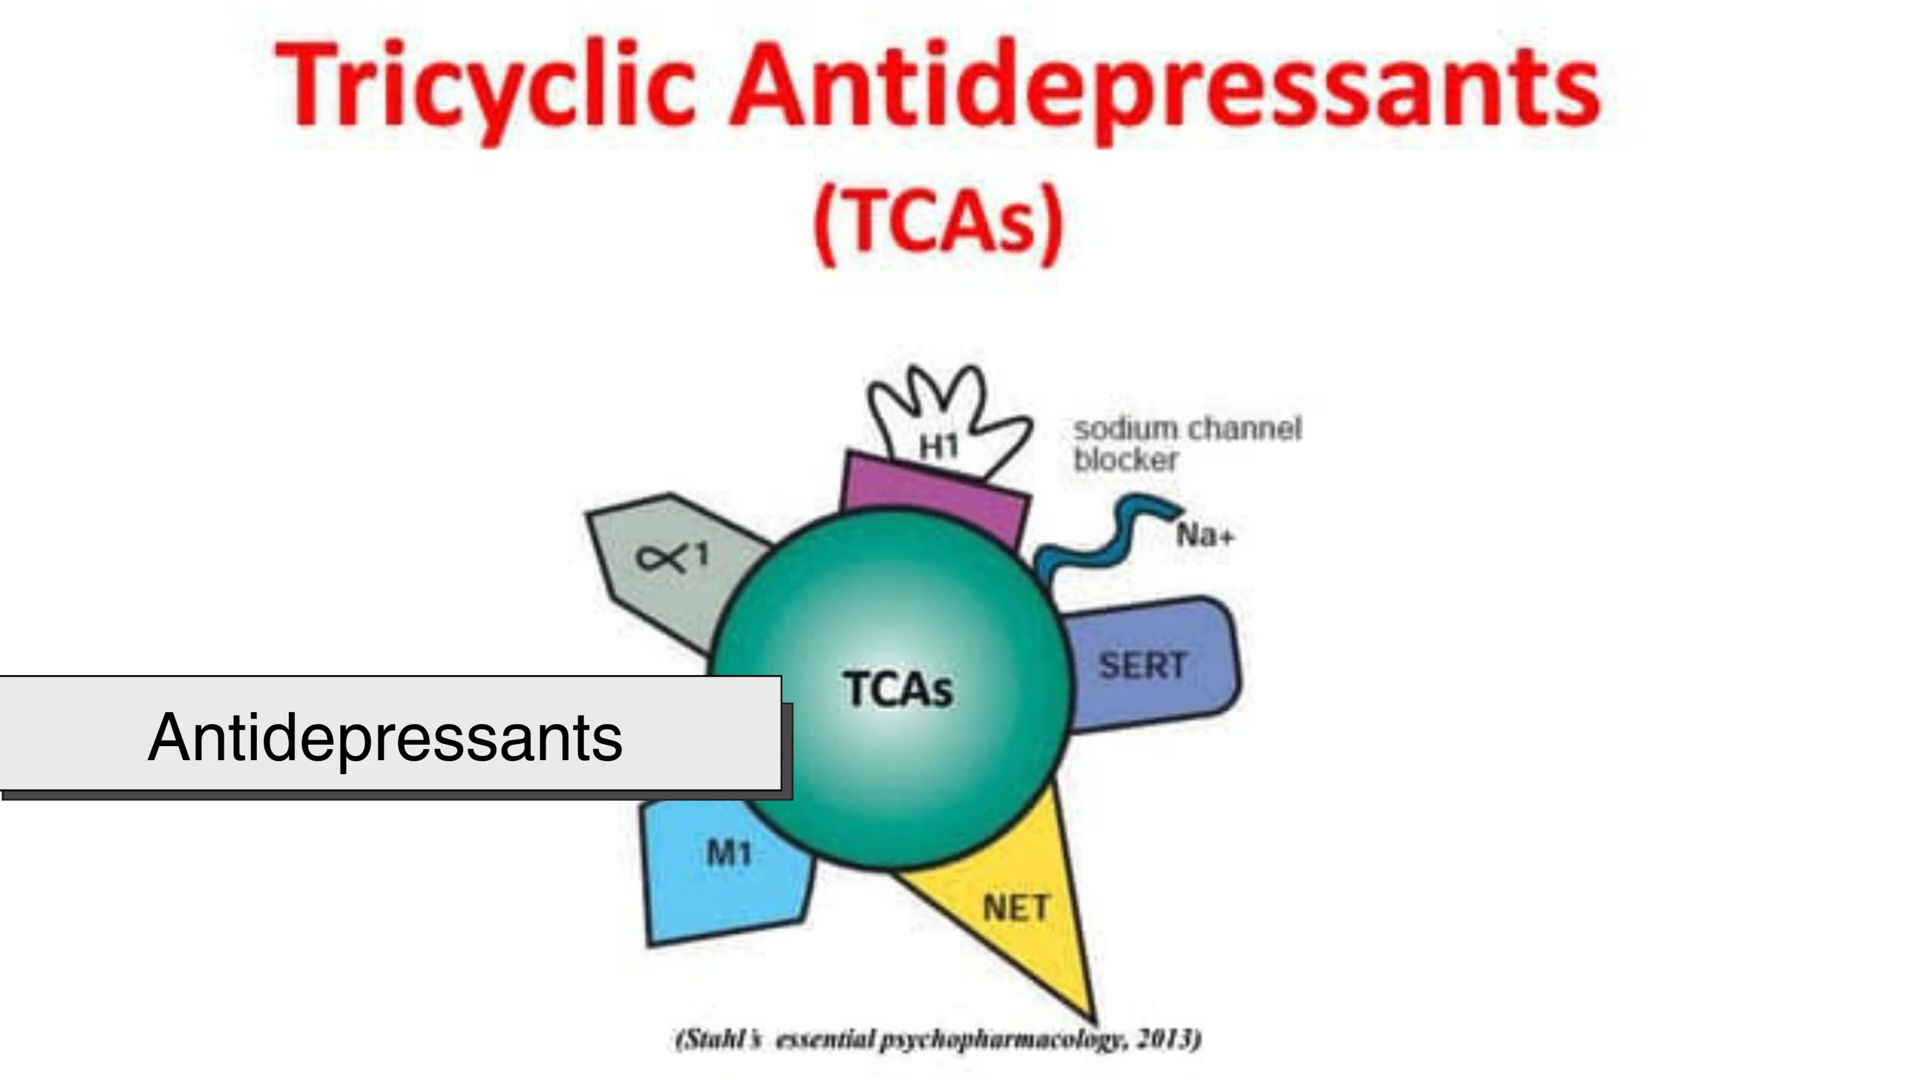 Tricyclic Antidepressants
(TCAs)
H1
sodium channel
blocker
Na+
∝1
SERT
TCAs
Antidepressants
M1
NET
(Stahl's essential psychopharmacology, 2013)